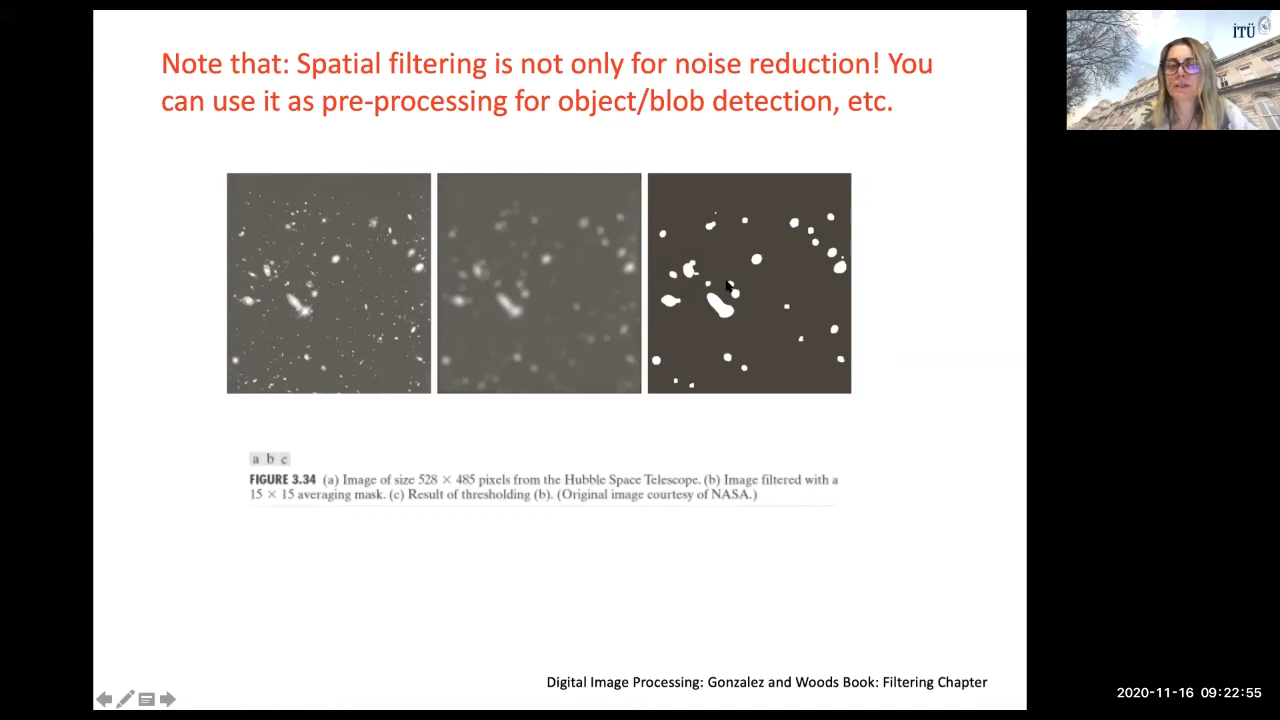 Note that: Spatial filtering is not only for noise reduction! You
can use it as pre-processing for object/blob detection, etc.
İTÜ
a b c
FIGURE 3.34 (a) Image of size 528 × 485 pixels from the Hubble Space Telescope. (b) Image filtered with a
15 × 15 averaging mask. (c) Result of thresholding (b). (Original image courtesy of NASA.)
Digital Image Processing: Gonzalez and Woods Book: Filtering Chapter
2020-11-16 09:22:55